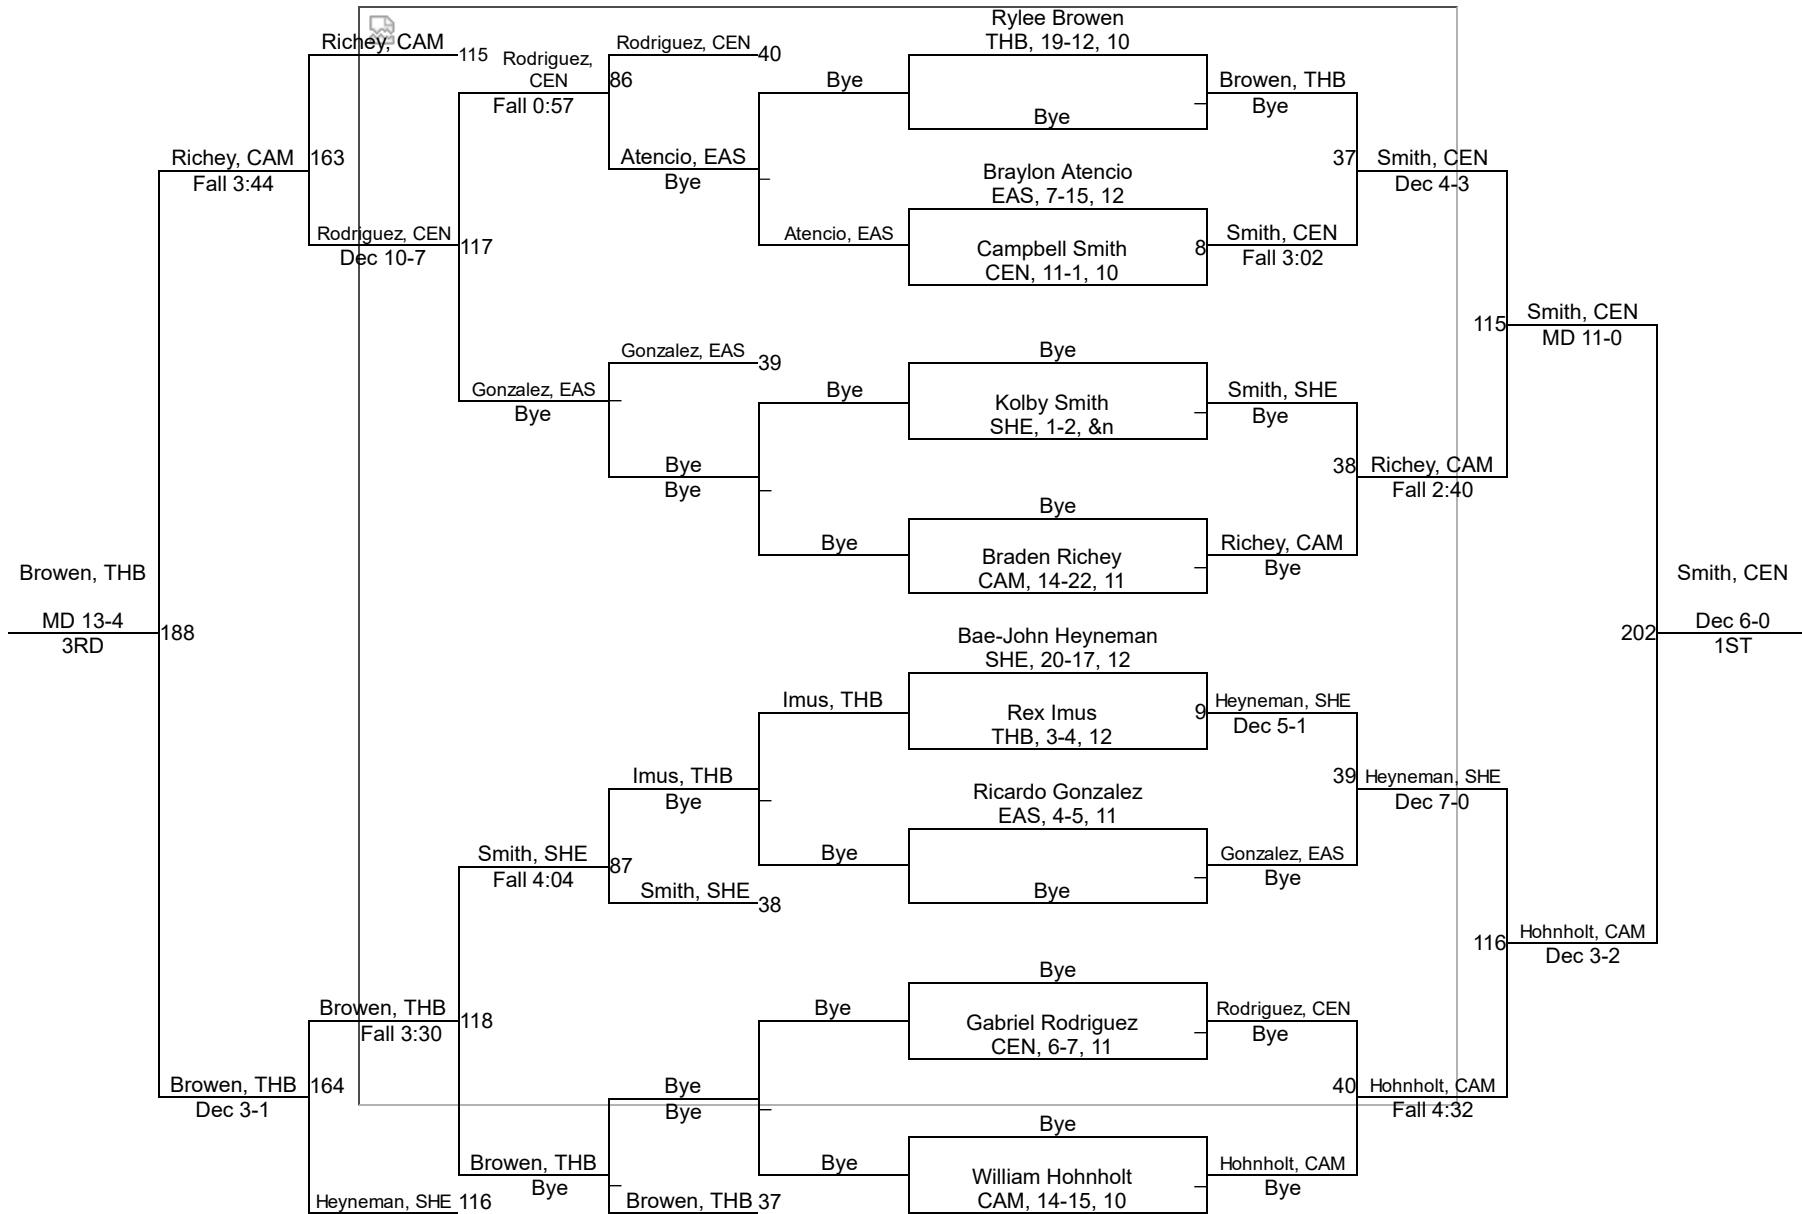 Rylee Browen
THB, 19-12, 10
Richey, CAM
115
Rodriguez,
CEN
Fall 0:57
86
Rodriguez, CEN
40
Bye
Bye
Browen, THB
Bye
Richey, CAM
Fall 3:44
163
Atencio, EAS
Bye
Braylon Atencio
EAS, 7-15, 12
37
Smith, CEN
Dec 4-3
Rodriguez, CEN
Dec 10-7
117
Atencio, EAS
Campbell Smith
CEN, 11-1, 10
8
Smith, CEN
Fall 3:02
115
Smith, CEN
MD 11-0
Gonzalez, EAS
39
Bye
Gonzalez, EAS
Bye
Bye
Kolby Smith
SHE, 1-2, &n
Smith, SHE
Bye
Bye
Bye
38
Richey, CAM
Fall 2:40
Bye
Bye
Braden Richey
CAM, 14-22, 11
Richey, CAM
Bye
Browen, THB
MD 13-4
3RD
188
Smith, CEN
202
Dec 6-0
1ST
Bae-John Heyneman
SHE, 20-17, 12
Imus, THB
Rex Imus
THB, 3-4, 12
9
Heyneman, SHE
Dec 5-1
Imus, THB
Bye
Ricardo Gonzalez
EAS, 4-5, 11
39
Heyneman, SHE
Dec 7-0
Smith, SHE
Fall 4:04
87
Smith, SHE
38
Bye
Bye
Gonzalez, EAS
Bye
116
Hohnholt, CAM
Dec 3-2
Bye
Browen, THB
Fall 3:30
118
Bye
Gabriel Rodriguez
CEN, 6-7, 11
Rodriguez, CEN
Bye
Browen, THB
Dec 3-1
164
Bye
Bye
40
Hohnholt, CAM
Fall 4:32
Bye
Browen, THB
Bye
Bye
William Hohnholt
CAM, 14-15, 10
Hohnholt, CAM
Bye
Heyneman, SHE
116
Browen, THB
37